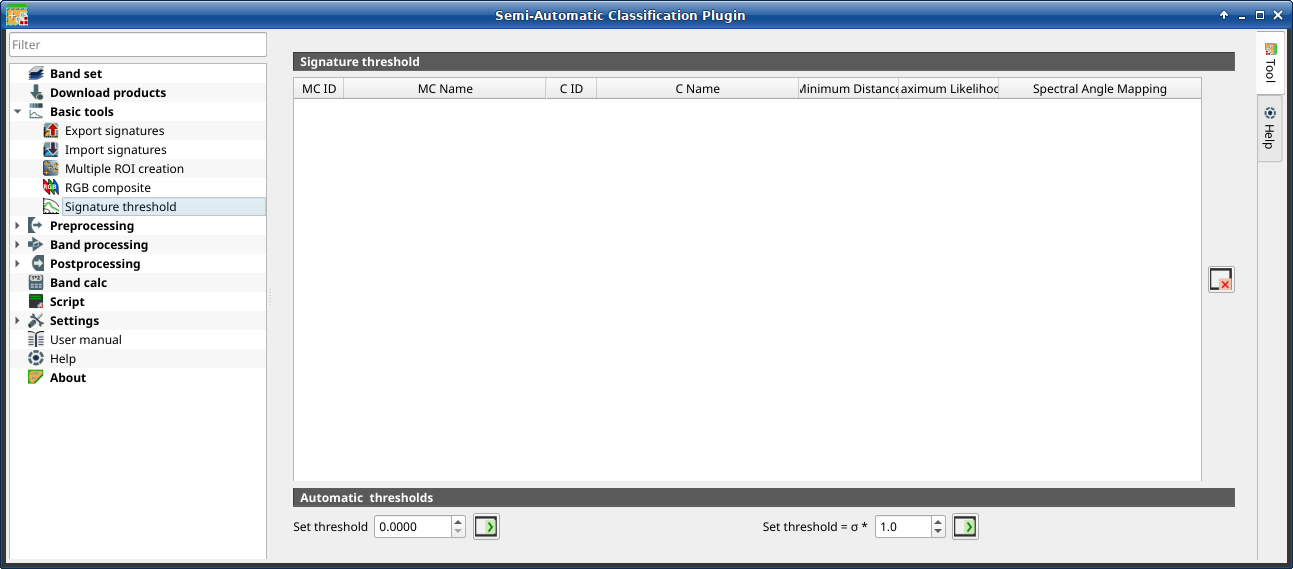 Semi-Automatic Classification Plugin
Filter
Band set
Download products
Basic tools
Export signatures
Import signatures
Multiple ROI creation
RGB composite
Signature threshold
Preprocessing
Band processing
Postprocessing
Band calc
Script
Settings
User manual
Help
About
Signature threshold
MC ID MC Name C ID C Name Minimum Distance aximum Likelihoo Spectral Angle Mapping
Automatic thresholds
Set threshold 0.0000 Set threshold = σ * 1.0
Tool
Help